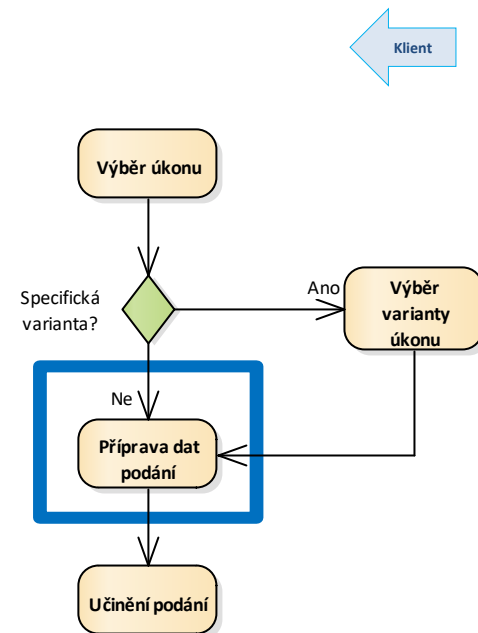 Klient
Výběr úkonu
Specifická
varianta?
Ano
Výběr
varianty
úkonu
Ne
Příprava dat
podání
Učinění podání